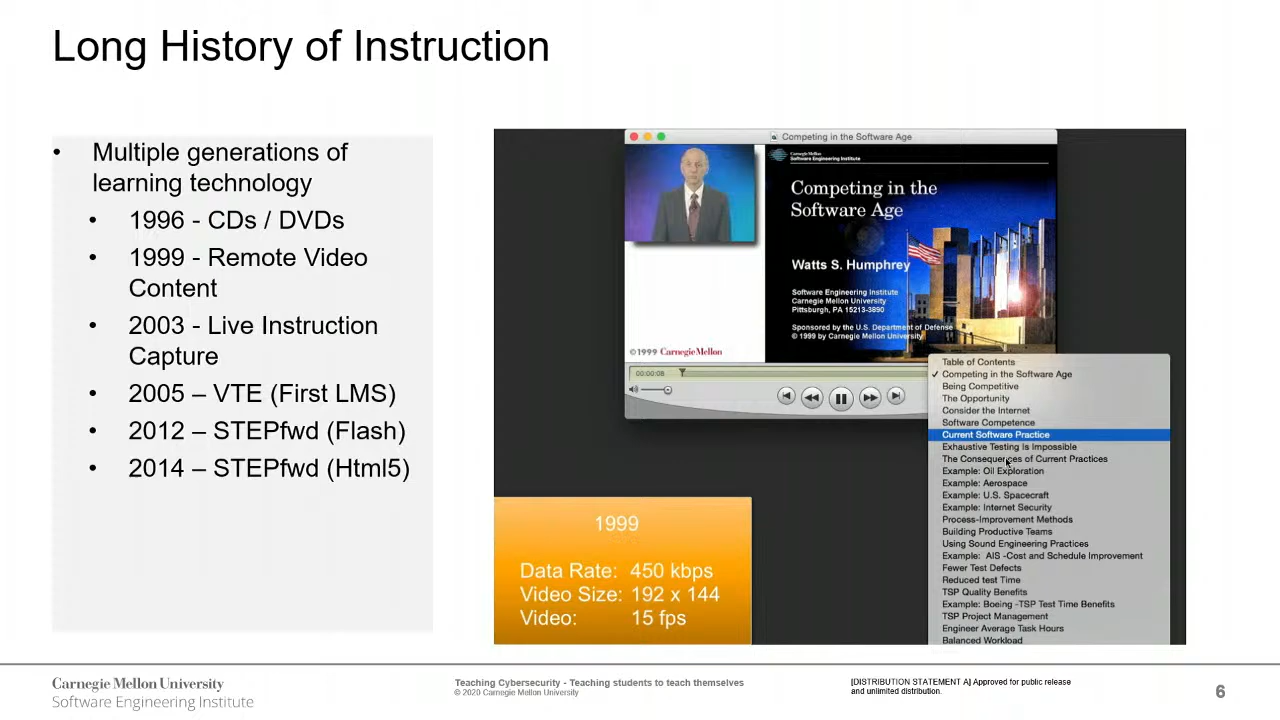 Long History of Instruction
• Multiple generations of
learning technology
• 1996 - CDs / DVDs
• 1999 - Remote Video
Content
• 2003 - Live Instruction
Capture
• 2005 – VTE (First LMS)
• 2012 – STEPfwd (Flash)
• 2014 – STEPfwd (Html5)
Competing in the Software Age
Carnegie Mellon
Software Engineering Institute
Competing in the
Software Age
Watts S. Humphrey
Software Engineering Institute
Carnegie Mellon University
Pittsburgh, PA 15213-3890
Sponsored by the U.S. Department of Defense
© 1999 by Carnegie Mellon University
©1999 CarnegieMellon
00:00:08
Table of Contents
✓ Competing in the Software Age
Being Competitive
The Opportunity
Consider the Internet
Software Competence
Current Software Practice
Exhaustive Testing Is Impossible
The Consequences of Current Practices
Example: Oil Exploration
Example: Aerospace
Example: U.S. Spacecraft
Example: Internet Security
Process-Improvement Methods
Building Productive Teams
Using Sound Engineering Practices
Example: AIS -Cost and Schedule Improvement
Fewer Test Defects
Reduced test Time
TSP Quality Benefits
Example: Boeing -TSP Test Time Benefits
TSP Project Management
Engineer Average Task Hours
Balanced Workload
1999
Data Rate: 450 kbps
Video Size: 192 x 144
Video: 15 fps
Carnegie Mellon University
Software Engineering Institute
Teaching Cybersecurity - Teaching students to teach themselves
© 2020 Carnegie Mellon University
[DISTRIBUTION STATEMENT A] Approved for public release
and unlimited distribution.
6